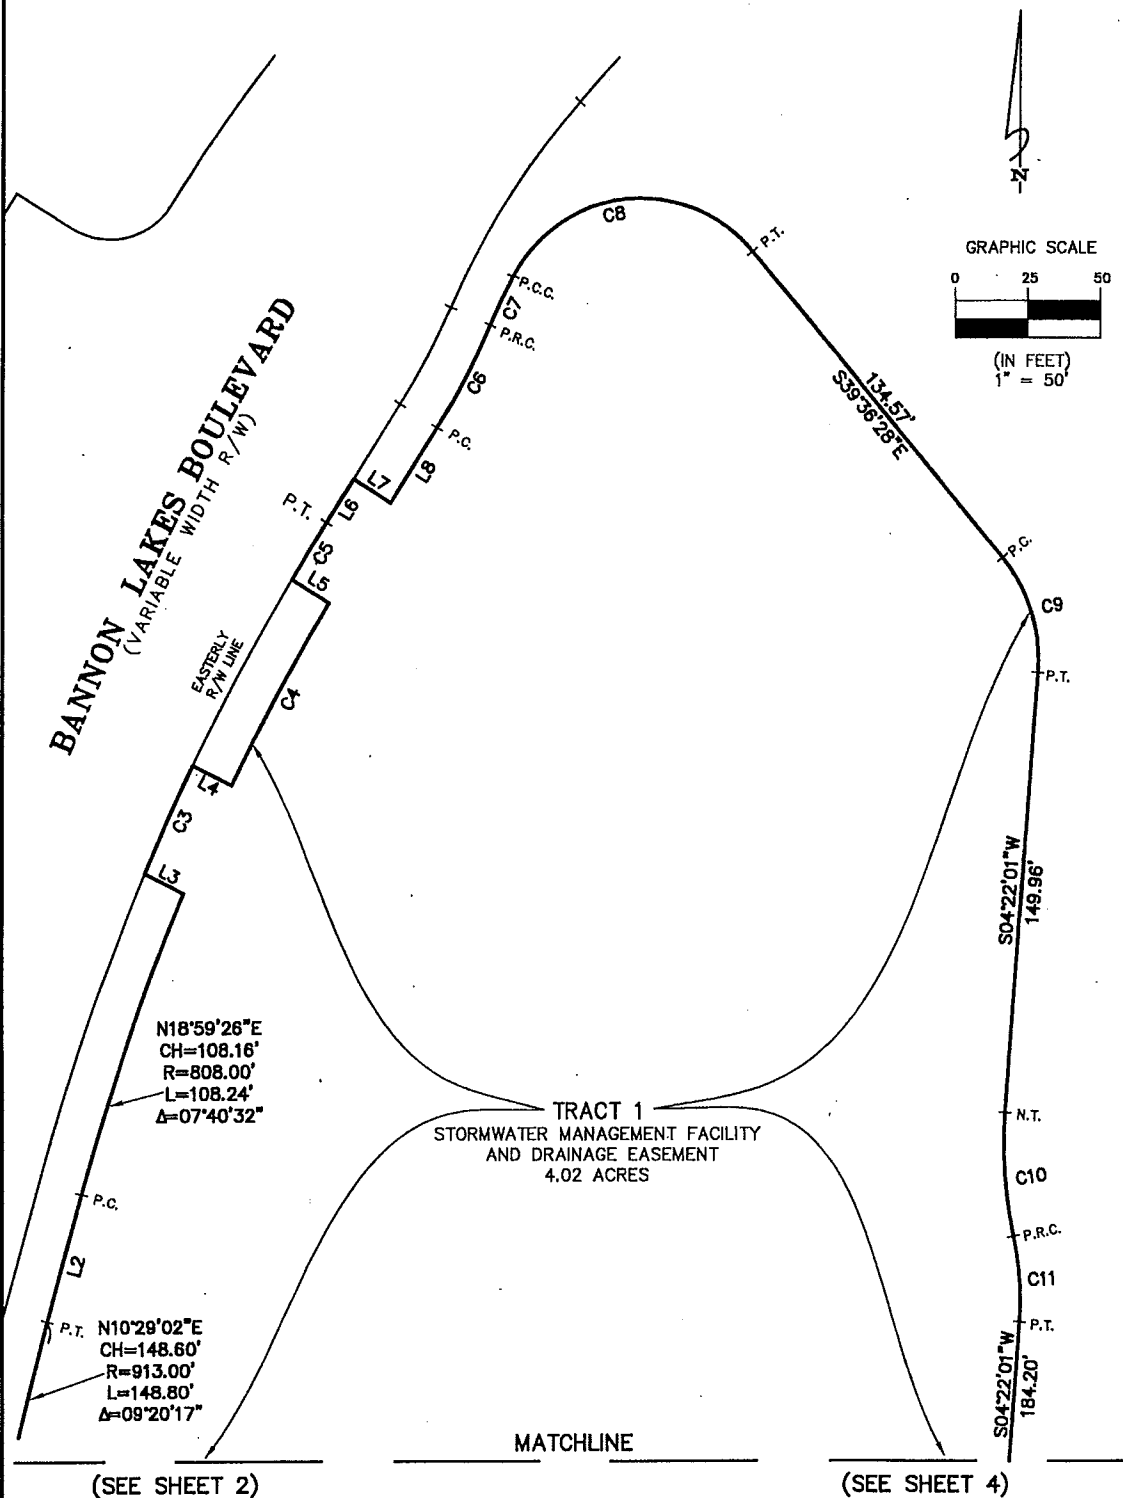 N
GRAPHIC SCALE
0 25 50
(IN FEET)
1" = 50'
C8
P.T.
P.C.C.
C7
P.R.C.
C6
P.C.
L8
L7
L6
P.T.
C5
L5
134.57'
S39°36'28"E
P.C.
C9
P.T.
BANNON LAKES BOULEVARD
(VARIABLE WIDTH R/W)
EASTERLY
R/W LINE
C4
L4
C3
L3
S04°22'01"W
149.96'
N18°59'26"E
CH=108.16'
R=808.00'
L=108.24'
Δ=07°40'32"
TRACT 1
STORMWATER MANAGEMENT FACILITY
AND DRAINAGE EASEMENT
4.02 ACRES
N.T.
C10
P.R.C.
C11
P.T.
P.C.
L2
P.T.
N10°29'02"E
CH=148.60'
R=913.00'
L=148.80'
Δ=09°20'17"
S04°22'01"W
184.20'
MATCHLINE
(SEE SHEET 2)
(SEE SHEET 4)